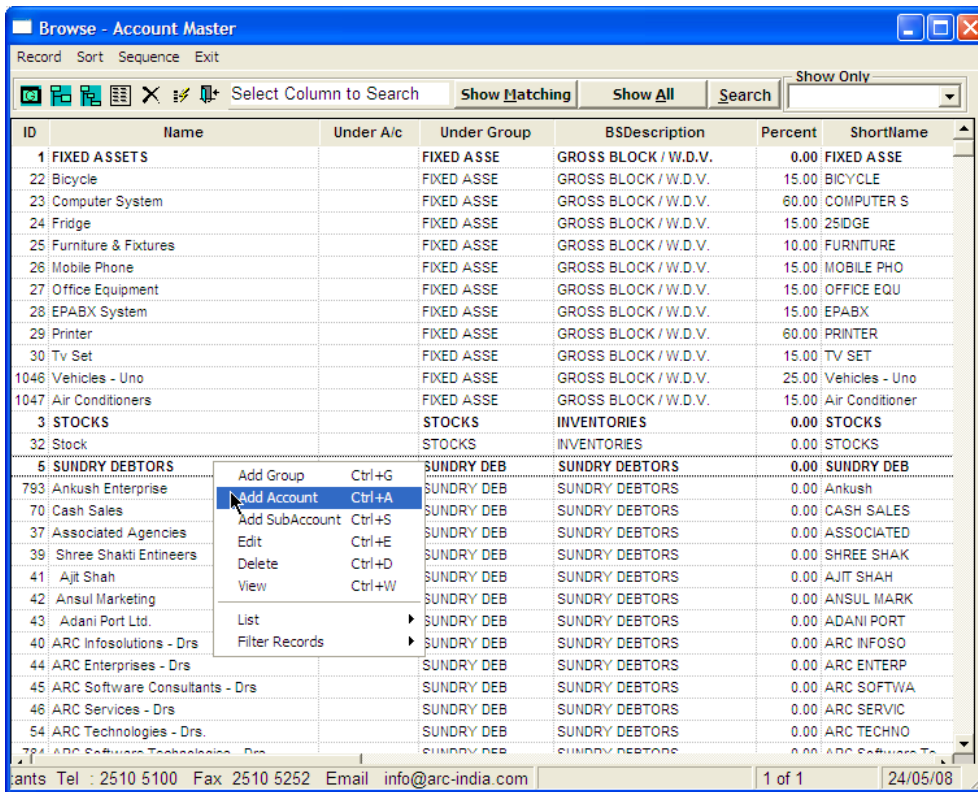 Browse - Account Master
Record Sort Sequence Exit
Show Only
Select Column to Search Show Matching Show All Search
ID Name Under A/c Under Group BSDescription Percent ShortName
1 FIXED ASSETS FIXED ASSE GROSS BLOCK / W.D.V. 0.00 FIXED ASSE
22 Bicycle FIXED ASSE GROSS BLOCK / W.D.V. 15.00 BICYCLE
23 Computer System FIXED ASSE GROSS BLOCK / W.D.V. 60.00 COMPUTER S
24 Fridge FIXED ASSE GROSS BLOCK / W.D.V. 15.00 25IDGE
25 Furniture & Fixtures FIXED ASSE GROSS BLOCK / W.D.V. 10.00 FURNITURE
26 Mobile Phone FIXED ASSE GROSS BLOCK / W.D.V. 15.00 MOBILE PHO
27 Office Equipment FIXED ASSE GROSS BLOCK / W.D.V. 15.00 OFFICE EQU
28 EPABX System FIXED ASSE GROSS BLOCK / W.D.V. 15.00 EPABX
29 Printer FIXED ASSE GROSS BLOCK / W.D.V. 60.00 PRINTER
30 Tv Set FIXED ASSE GROSS BLOCK / W.D.V. 15.00 TV SET
1046 Vehicles - Uno FIXED ASSE GROSS BLOCK / W.D.V. 25.00 Vehicles - Uno
1047 Air Conditioners FIXED ASSE GROSS BLOCK / W.D.V. 15.00 Air Conditioner
3 STOCKS STOCKS INVENTORIES 0.00 STOCKS
32 Stock STOCKS INVENTORIES 0.00 STOCKS
5 SUNDRY DEBTORS SUNDRY DEB SUNDRY DEBTORS 0.00 SUNDRY DEB
Add Group Ctrl+G
793 Ankush Enterprise SUNDRY DEB SUNDRY DEBTORS 0.00 Ankush
Add Account Ctrl+A
70 Cash Sales SUNDRY DEB SUNDRY DEBTORS 0.00 CASH SALES
Add SubAccount Ctrl+S
37 Associated Agencies SUNDRY DEB SUNDRY DEBTORS 0.00 ASSOCIATED
Edit Ctrl+E
39 Shree Shakti Entineers SUNDRY DEB SUNDRY DEBTORS 0.00 SHREE SHAK
Delete Ctrl+D
41 Ajit Shah SUNDRY DEB SUNDRY DEBTORS 0.00 AJIT SHAH
View Ctrl+W
42 Ansul Marketing SUNDRY DEB SUNDRY DEBTORS 0.00 ANSUL MARK
43 Adani Port Ltd. SUNDRY DEB SUNDRY DEBTORS 0.00 ADANI PORT
List
40 ARC Infosolutions - Drs SUNDRY DEB SUNDRY DEBTORS 0.00 ARC INFOSO
Filter Records
44 ARC Enterprises - Drs SUNDRY DEB SUNDRY DEBTORS 0.00 ARC ENTERP
45 ARC Software Consultants - Drs SUNDRY DEB SUNDRY DEBTORS 0.00 ARC SOFTWA
46 ARC Services - Drs SUNDRY DEB SUNDRY DEBTORS 0.00 ARC SERVIC
54 ARC Technologies - Drs. SUNDRY DEB SUNDRY DEBTORS 0.00 ARC TECHNO
784 ARC Software Technologies - Drs SUNDRY DEB SUNDRY DEBTORS 0.00 ARC Software Te
tants Tel : 2510 5100 Fax 2510 5252 Email info@arc-india.com 1 of 1 24/05/08